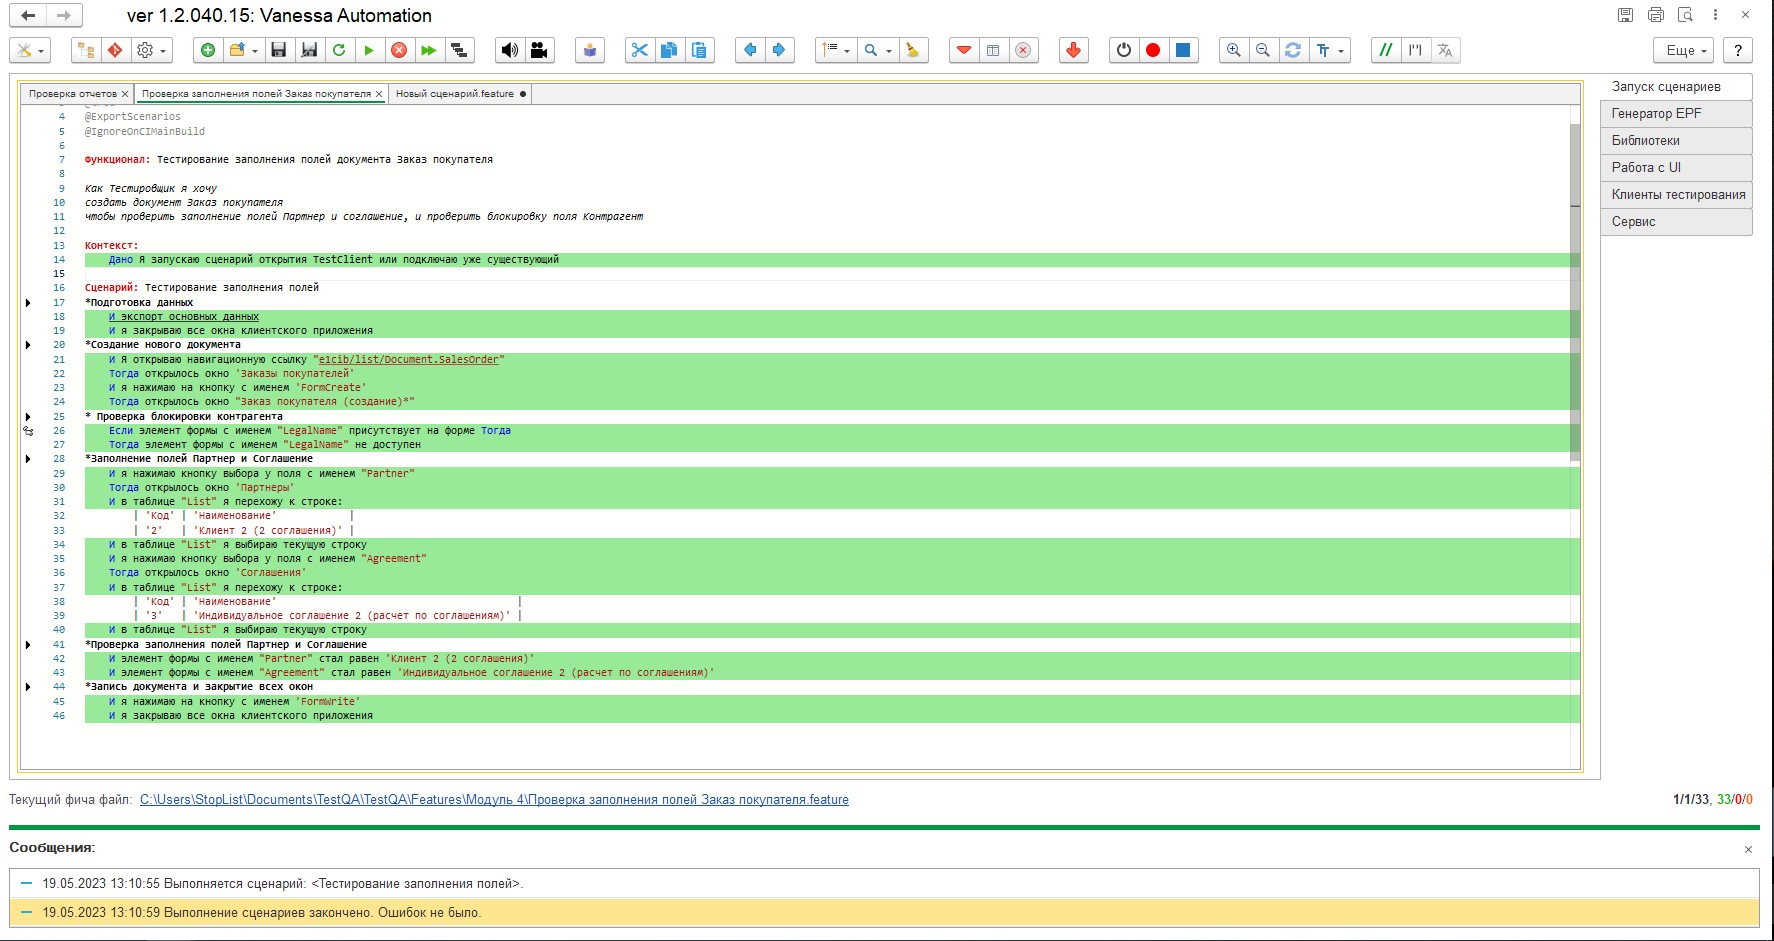 ver 1.2.040.15: Vanessa Automation
Еще
?
Проверка отчетов
Проверка заполнения полей Заказ покупателя
Новый сценарий.feature
4 @ExportScenarios
5 @IgnoreOnCIMainBuild
6
7 Функционал: Тестирование заполнения полей документа Заказ покупателя
8
9 Как Тестировщик я хочу
10 создать документ Заказ покупателя
11 чтобы проверить заполнение полей Партнер и соглашение, и проверить блокировку поля Контрагент
12
13 Контекст:
14 Дано Я запускаю сценарий открытия TestClient или подключаю уже существующий
15
16 Сценарий: Тестирование заполнения полей
17 *Подготовка данных
18 И экспорт основных данных
19 И я закрываю все окна клиентского приложения
20 *Создание нового документа
21 И Я открываю навигационную ссылку "e1cib/list/Document.SalesOrder"
22 Тогда открылось окно 'Заказы покупателей'
23 И я нажимаю на кнопку с именем 'FormCreate'
24 Тогда открылось окно "Заказ покупателя (создание)*"
25 * Проверка блокировки контрагента
26 Если элемент формы с именем "LegalName" присутствует на форме Тогда
27 Тогда элемент формы с именем "LegalName" не доступен
28 *Заполнение полей Партнер и Соглашение
29 И я нажимаю кнопку выбора у поля с именем "Partner"
30 Тогда открылось окно 'Партнеры'
31 И в таблице "List" я перехожу к строке:
32 | 'Код' | 'Наименование' |
33 | '2' | 'Клиент 2 (2 соглашения)' |
34 И в таблице "List" я выбираю текущую строку
35 И я нажимаю кнопку выбора у поля с именем "Agreement"
36 Тогда открылось окно 'Соглашения'
37 И в таблице "List" я перехожу к строке:
38 | 'Код' | 'Наименование' |
39 | '3' | 'Индивидуальное соглашение 2 (расчет по соглашениям)' |
40 И в таблице "List" я выбираю текущую строку
41 *Проверка заполнения полей Партнер и Соглашение
42 И элемент формы с именем "Partner" стал равен 'Клиент 2 (2 соглашения)'
43 И элемент формы с именем "Agreement" стал равен 'Индивидуальное соглашение 2 (расчет по соглашениям)'
44 *Запись документа и закрытие всех окон
45 И я нажимаю на кнопку с именем 'FormWrite'
46 И я закрываю все окна клиентского приложения
Запуск сценариев
Генератор EPF
Библиотеки
Работа с UI
Клиенты тестирования
Сервис
Текущий фича файл: C:\Users\StopList\Documents\TestQA\TestQA\Features\Модуль 4\Проверка заполнения полей Заказ покупателя.feature
1/1/33, 33/0/0
Сообщения:
19.05.2023 13:10:55 Выполняется сценарий: <Тестирование заполнения полей>.
19.05.2023 13:10:59 Выполнение сценариев закончено. Ошибок не было.